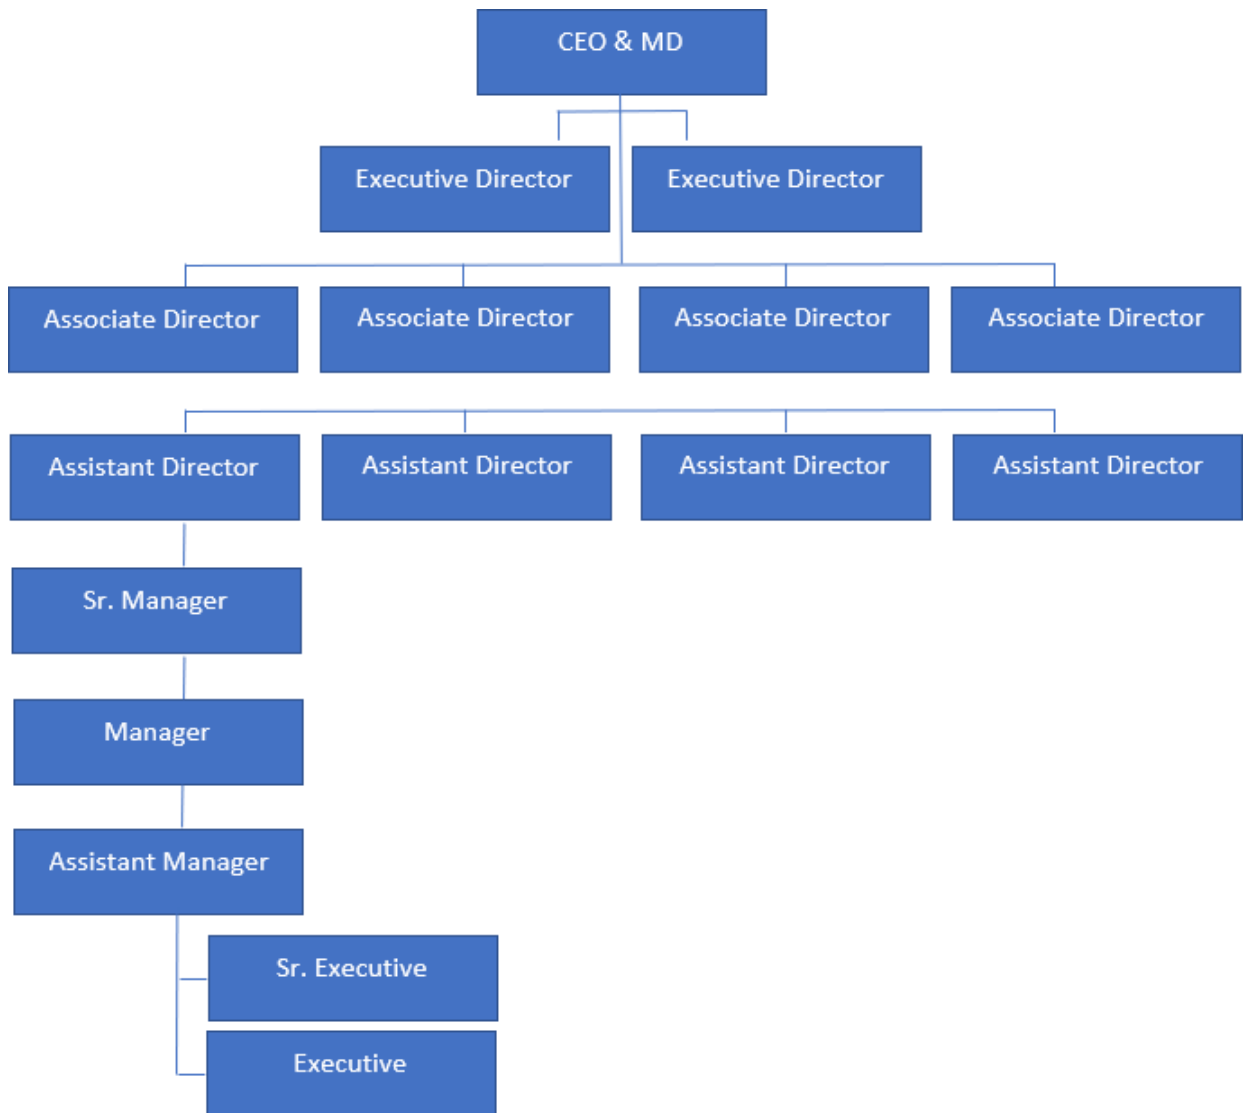 CEO & MD
Executive Director
Executive Director
Associate Director
Associate Director
Associate Director
Associate Director
Assistant Director
Assistant Director
Assistant Director
Assistant Director
Sr. Manager
Manager
Assistant Manager
Sr. Executive
Executive